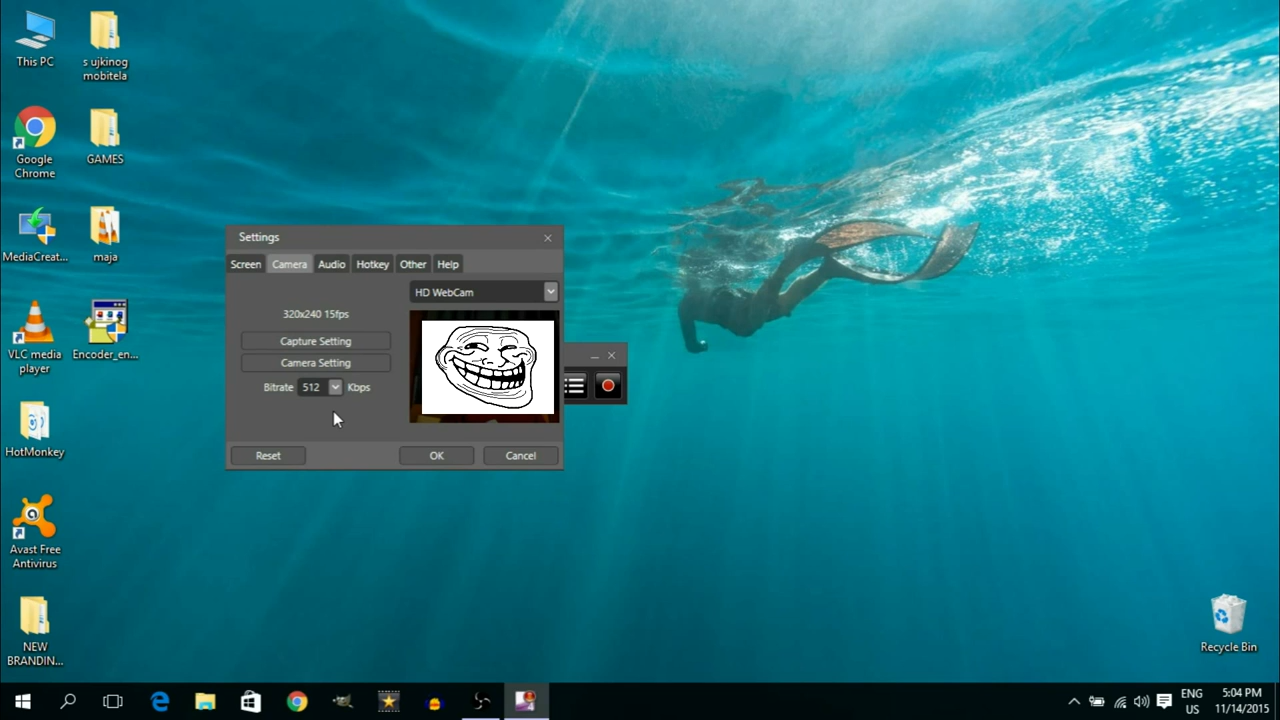 This PC
s ujkinog
mobitela
Google
Chrome
GAMES
MediaCreat...
maja
VLC media
player
Encoder_en...
HotMonkey
Avast Free
Antivirus
NEW
BRANDIN...
Settings
Screen
Camera
Audio
Hotkey
Other
Help
HD WebCam
320x240 15fps
Capture Setting
Camera Setting
Bitrate 512 Kbps
Reset
OK
Cancel
Recycle Bin
ENG
US
5:04 PM
11/14/2015